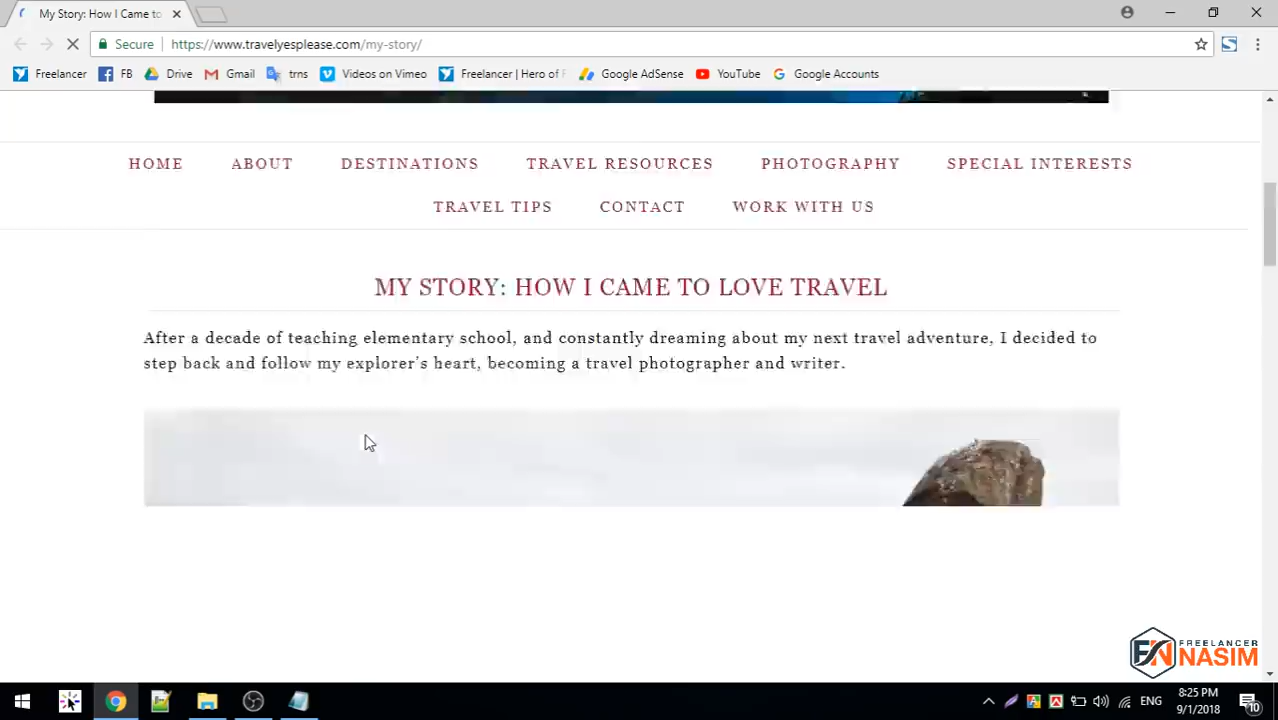 My Story: How I Came to
Secure
https://www.travelyesplease.com/my-story/
Freelancer
FB
Drive
Gmail
trns
Videos on Vimeo
Freelancer | Hero of
Google AdSense
YouTube
Google Accounts
HOME ABOUT DESTINATIONS TRAVEL RESOURCES PHOTOGRAPHY SPECIAL INTERESTS
TRAVEL TIPS CONTACT WORK WITH US
MY STORY: HOW I CAME TO LOVE TRAVEL
After a decade of teaching elementary school, and constantly dreaming about my next travel adventure, I decided to
step back and follow my explorer’s heart, becoming a travel photographer and writer.
FREELANCER
NASIM
ENG
8:25 PM
9/1/2018
10